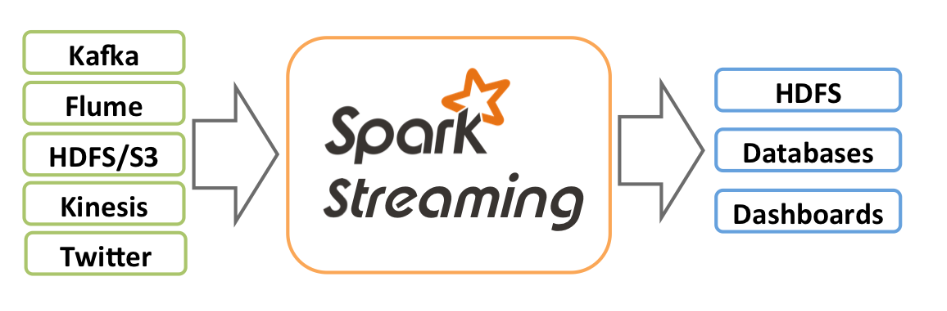 Kafka
Flume
HDFS/S3
Kinesis
Twitter
Spark
Streaming
HDFS
Databases
Dashboards